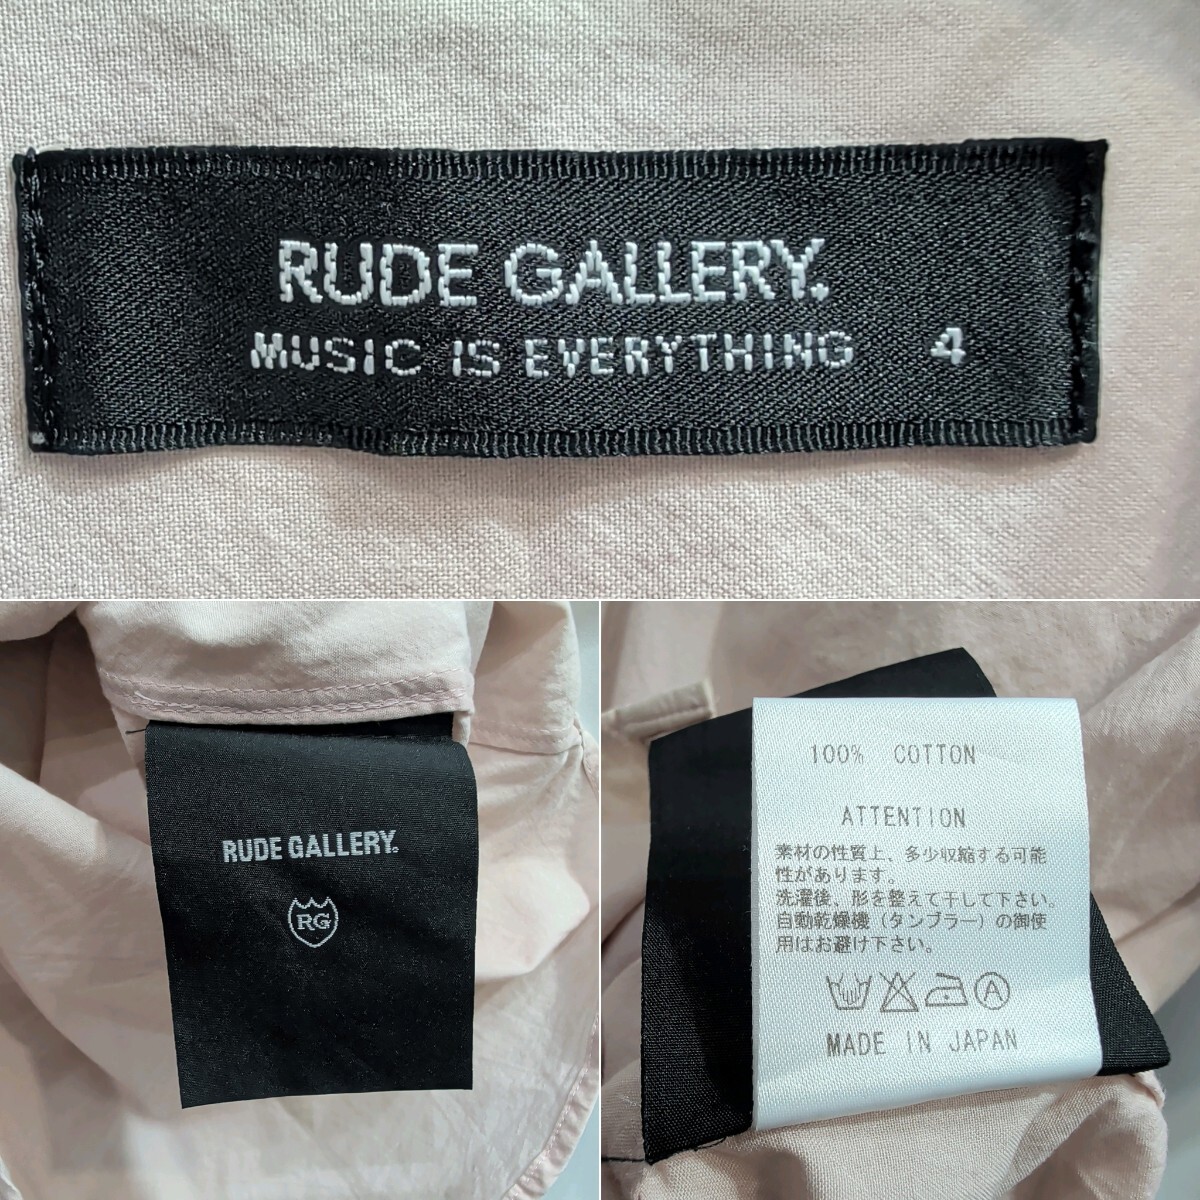 RUDE GALLERY.
MUSIC IS EVERYTHING 4
RUDE GALLERY.
RG
100% COTTON
ATTENTION
素材の性質上、多少収縮する可能
性があります。
洗濯後、形を整えて干して下さい。
自動乾燥機（タンブラー）の御使
用はお避け下さい。
A
MADE IN JAPAN